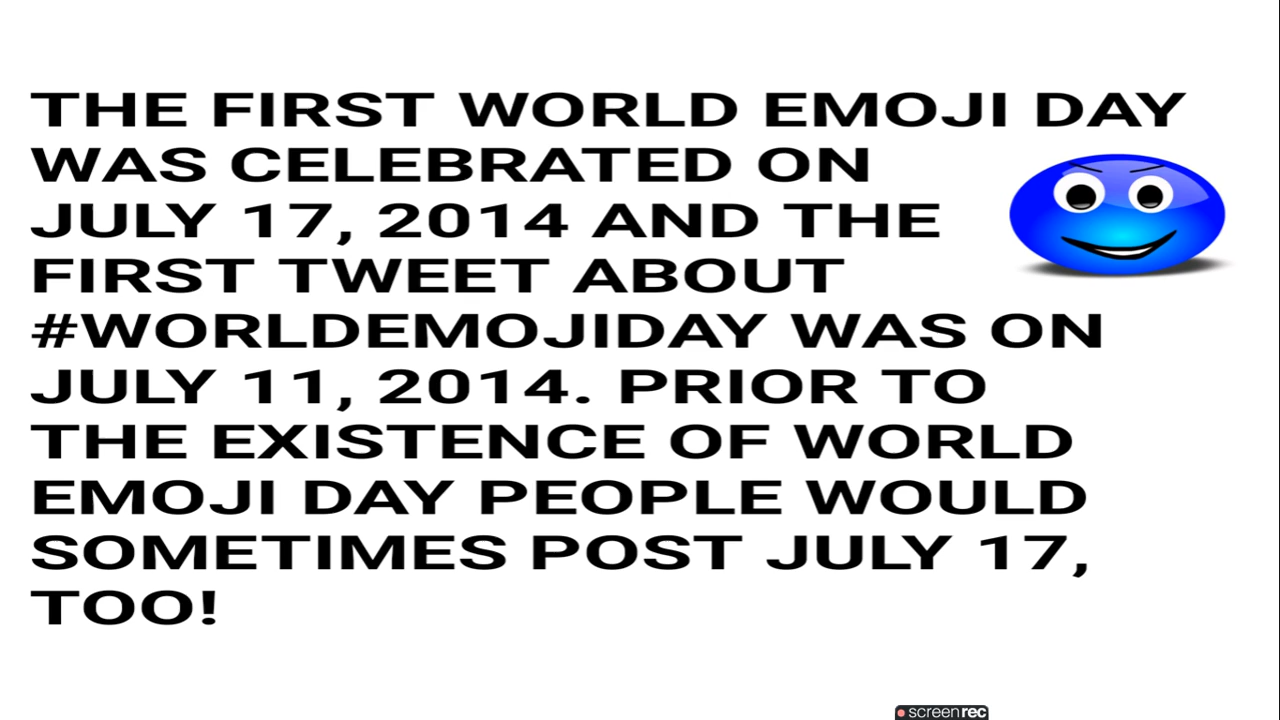 THE FIRST WORLD EMOJI DAY
WAS CELEBRATED ON
JULY 17, 2014 AND THE
FIRST TWEET ABOUT
#WORLDEMOJIDAY WAS ON
JULY 11, 2014. PRIOR TO
THE EXISTENCE OF WORLD
EMOJI DAY PEOPLE WOULD
SOMETIMES POST JULY 17,
TOO!
screenrec